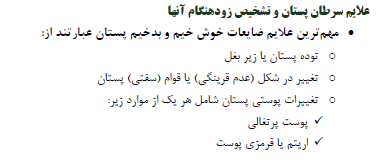 علایم سرطان پستان و تشخیص زودهنگام آنها
• مهم‌ترین علایم ضایعات خوش خیم و بدخیم پستان عبارتند از:
○ توده پستان یا زیر بغل
○ تغییر در شکل (عدم قرینگی) یا قوام (سفتی) پستان
○ تغییرات پوستی پستان شامل هر یک از موارد زیر:
✓ پوست پرتغالی
✓ اریتم یا قرمزی پوست